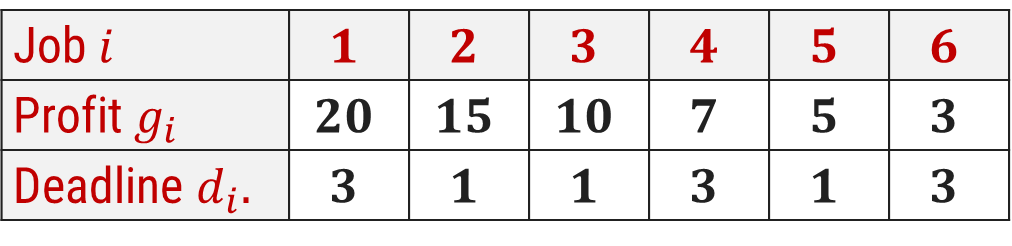 Job i 1 2 3 4 5 6
Profit gᵢ 20 15 10 7 5 3
Deadline dᵢ. 3 1 1 3 1 3